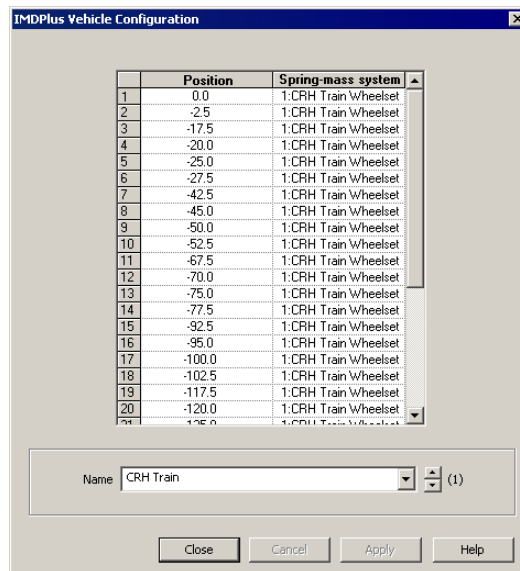 IMDPlus Vehicle Configuration
Position Spring-mass system
1 0.0 1:CRH Train Wheelset
2 -2.5 1:CRH Train Wheelset
3 -17.5 1:CRH Train Wheelset
4 -20.0 1:CRH Train Wheelset
5 -25.0 1:CRH Train Wheelset
6 -27.5 1:CRH Train Wheelset
7 -42.5 1:CRH Train Wheelset
8 -45.0 1:CRH Train Wheelset
9 -50.0 1:CRH Train Wheelset
10 -52.5 1:CRH Train Wheelset
11 -67.5 1:CRH Train Wheelset
12 -70.0 1:CRH Train Wheelset
13 -75.0 1:CRH Train Wheelset
14 -77.5 1:CRH Train Wheelset
15 -92.5 1:CRH Train Wheelset
16 -95.0 1:CRH Train Wheelset
17 -100.0 1:CRH Train Wheelset
18 -102.5 1:CRH Train Wheelset
19 -117.5 1:CRH Train Wheelset
20 -120.0 1:CRH Train Wheelset
Name CRH Train (1)
Close Cancel Apply Help